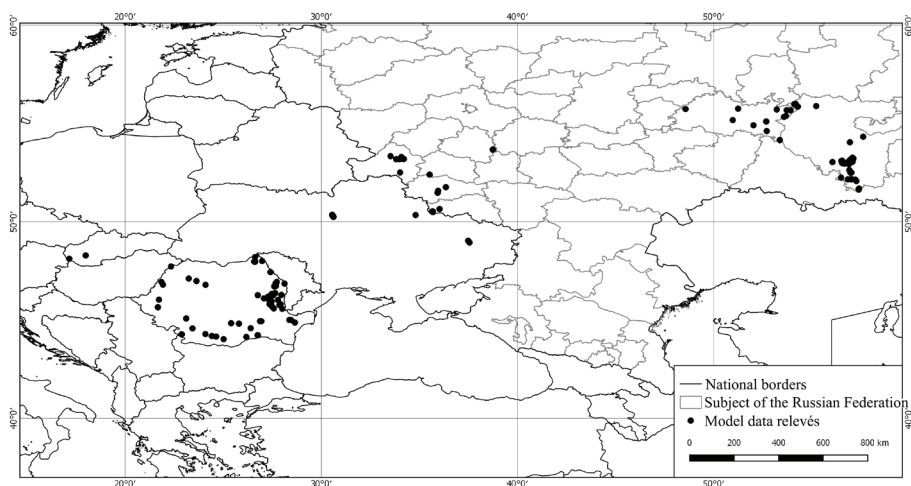 20°0' 30°0' 40°0' 50°0'
60°0' 60°0'
50°0' 50°0'
40°0' 40°0'
National borders
Subject of the Russian Federation
Model data relevés
0 200 400 600 800 km
20°0' 30°0' 40°0' 50°0'